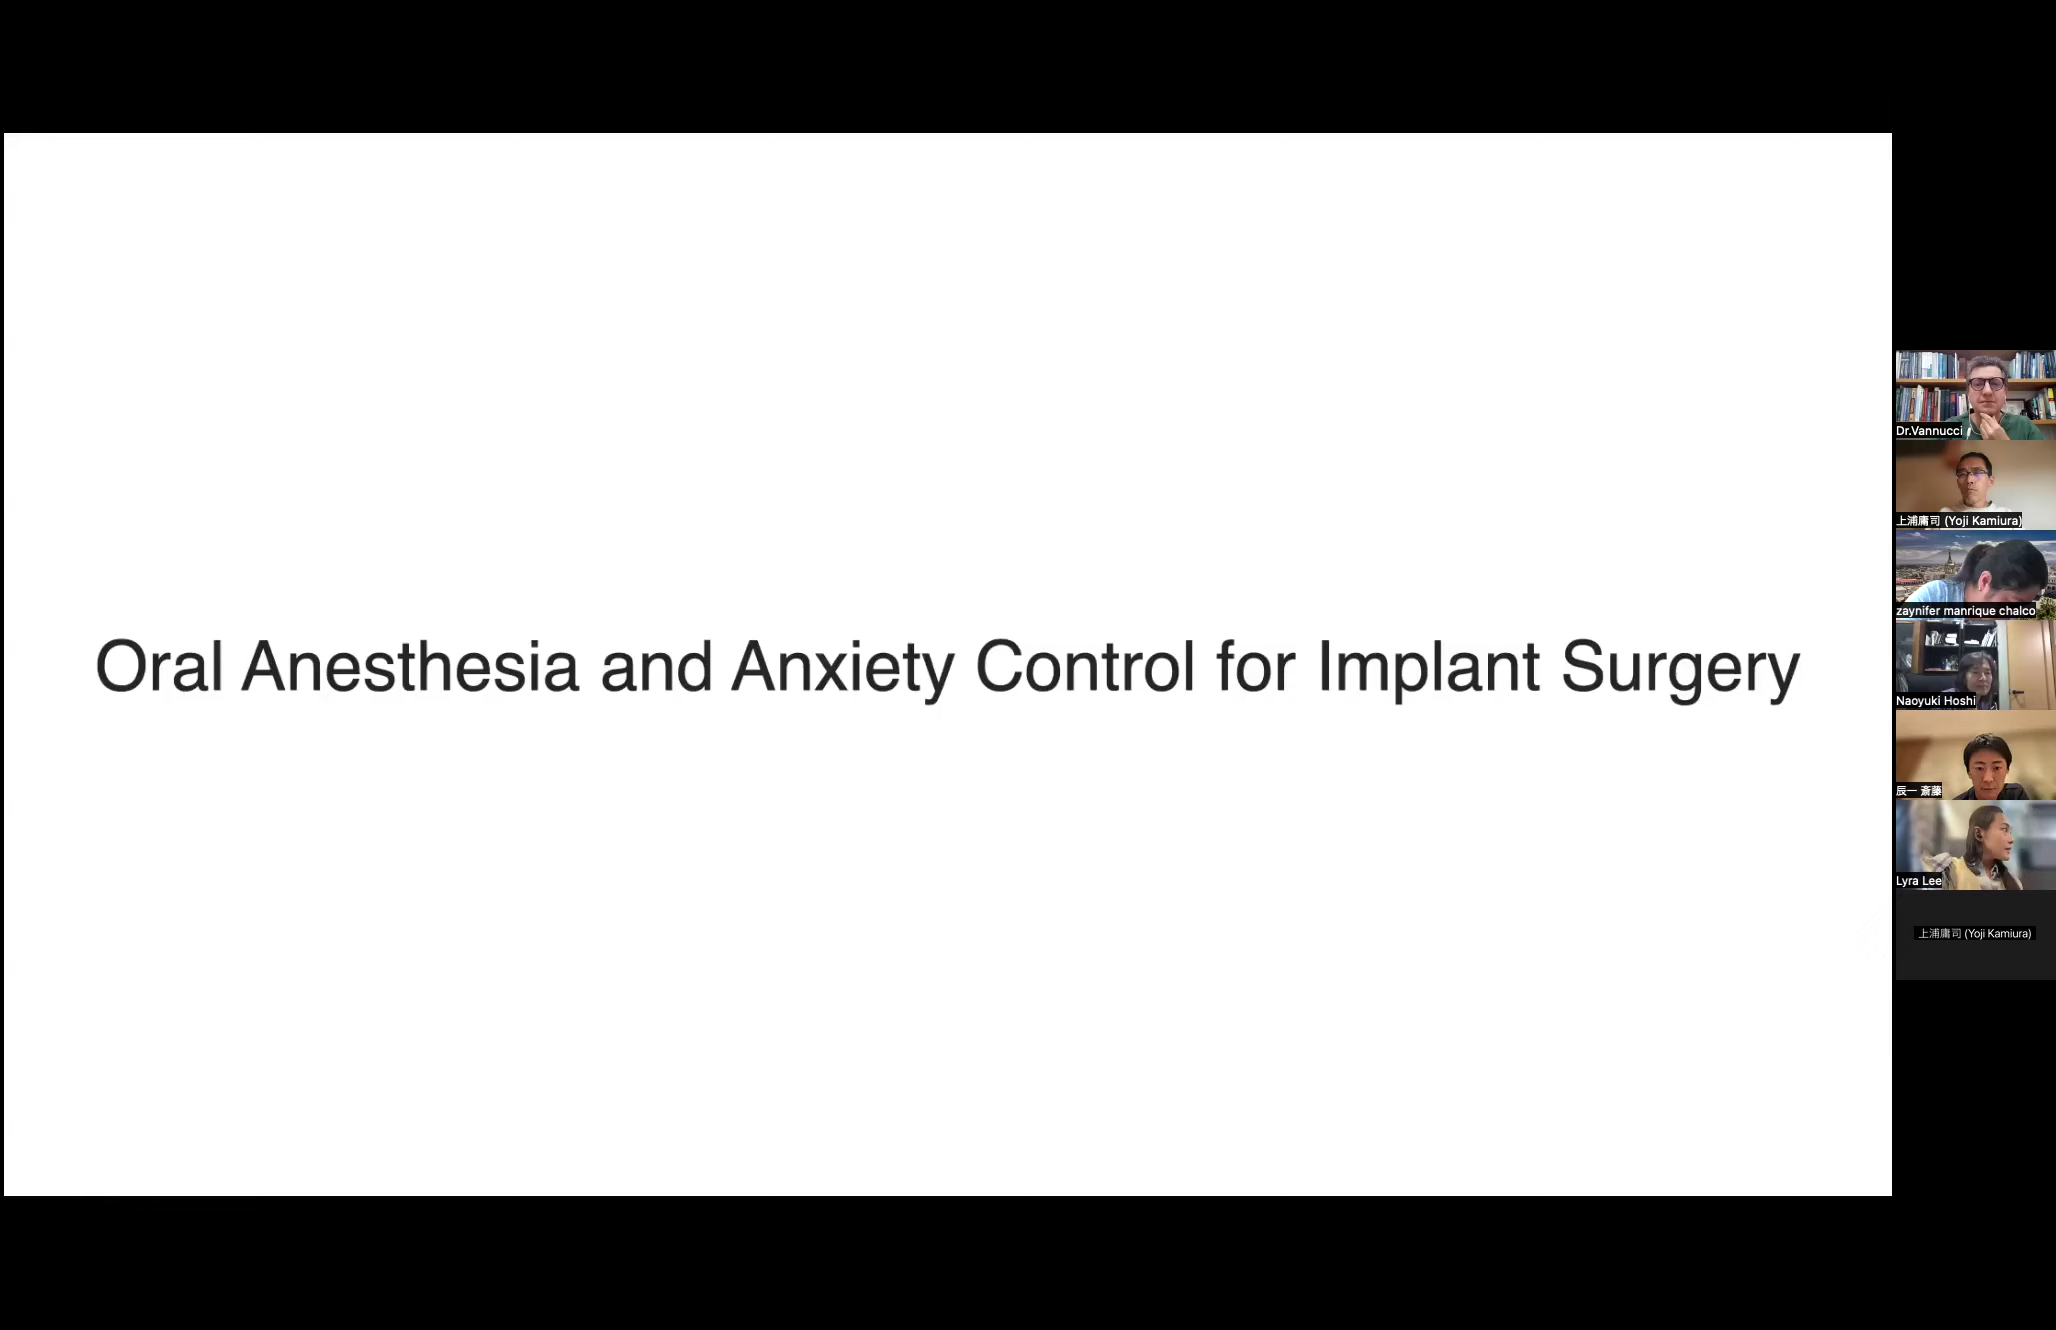 Oral Anesthesia and Anxiety Control for Implant Surgery
Dr.Vannucci
上浦庸司 (Yoji Kamiura)
zaynifer manrique chalco
Naoyuki Hoshi
辰一 斎藤
Lyra Lee
上浦庸司 (Yoji Kamiura)